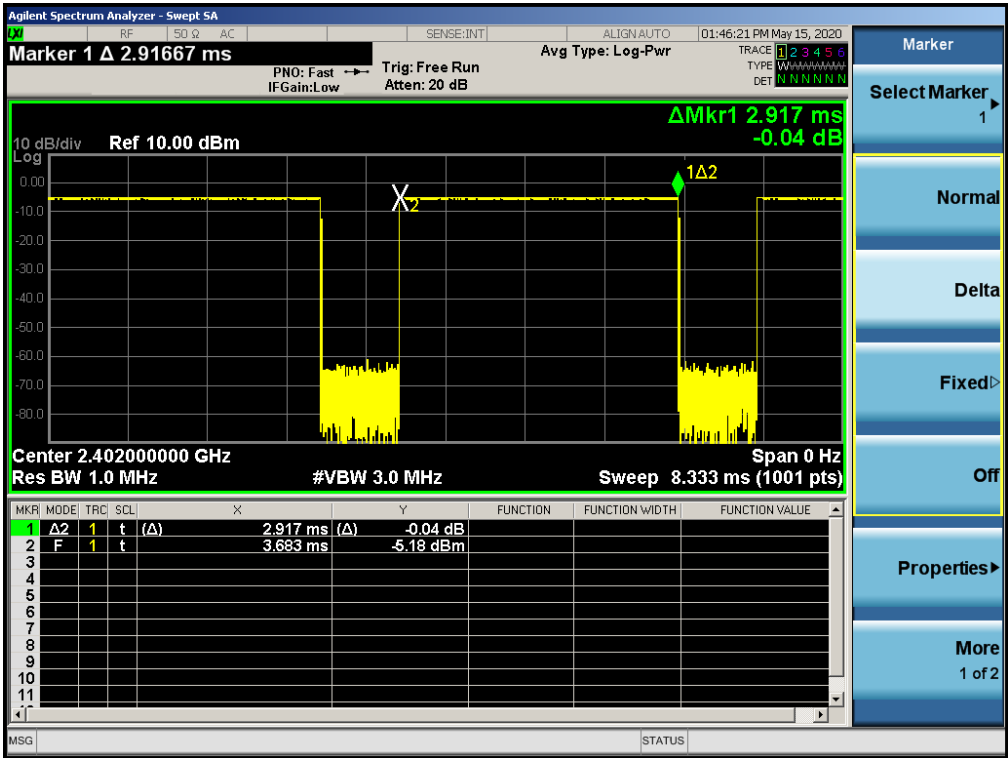 Agilent Spectrum Analyzer - Swept SA
LXI RF 50 Ω AC SENSE:INT ALIGNAUTO 01:46:21 PM May 15, 2020
Marker 1 Δ 2.91667 ms
PNO: Fast
IFGain:Low
Trig: Free Run
Atten: 20 dB
Avg Type: Log-Pwr
TRACE 1 2 3 4 5 6
TYPE WWWWWW
DET N N N N N N
ΔMkr1 2.917 ms
-0.04 dB
10 dB/div Ref 10.00 dBm
Log
0.00
-10.0
-20.0
-30.0
-40.0
-50.0
-60.0
-70.0
-80.0
X2
1Δ2
Center 2.402000000 GHz Span 0 Hz
Res BW 1.0 MHz #VBW 3.0 MHz Sweep 8.333 ms (1001 pts)
MKR MODE TRC SCL X Y FUNCTION FUNCTION WIDTH FUNCTION VALUE
1 Δ2 1 t (Δ) 2.917 ms (Δ) -0.04 dB
2 F 1 t 3.683 ms -5.18 dBm
3
4
5
6
7
8
9
10
11
MSG STATUS
Marker
Select Marker
1
Normal
Delta
Fixed
Off
Properties
More
1 of 2